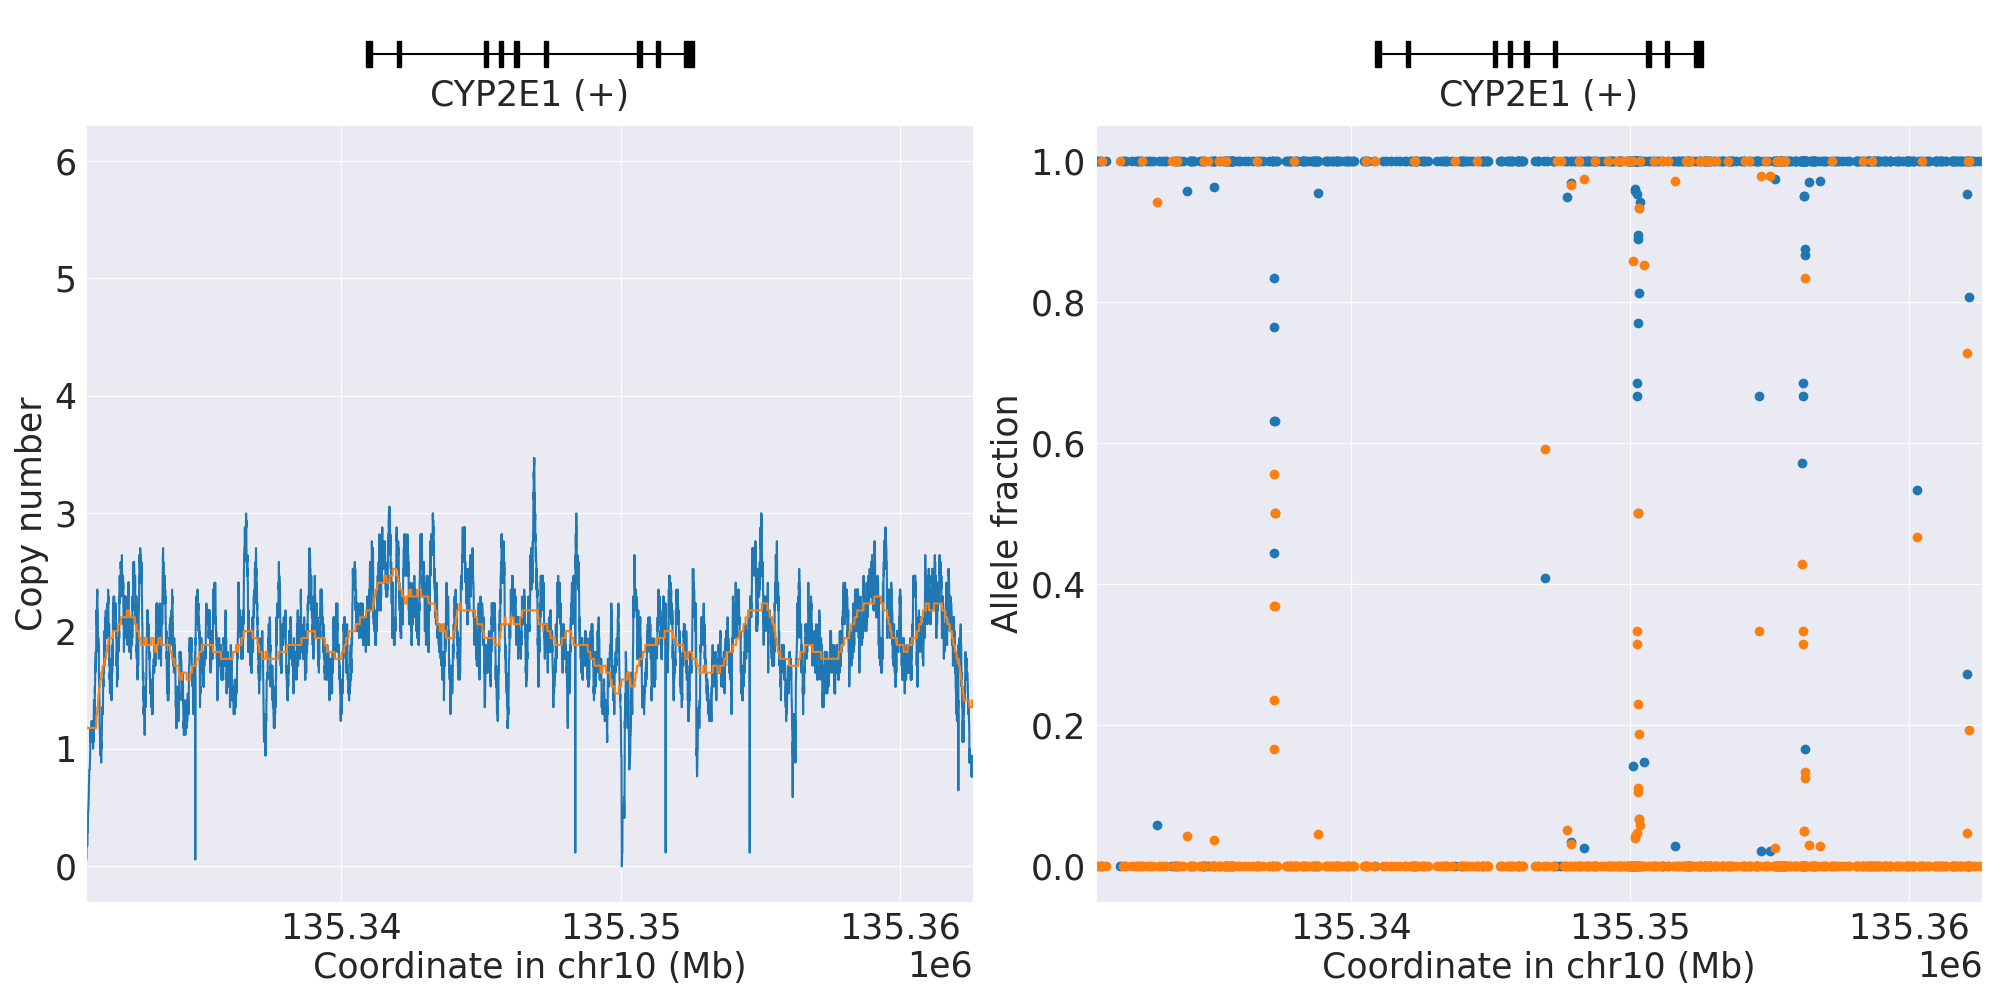 CYP2E1 (+)
6
5
4
3
2
1
0
Copy number
135.34 135.35 135.36
Coordinate in chr10 (Mb)
1e6
CYP2E1 (+)
1.0
0.8
0.6
0.4
0.2
0.0
Allele fraction
135.34 135.35 135.36
Coordinate in chr10 (Mb)
1e6